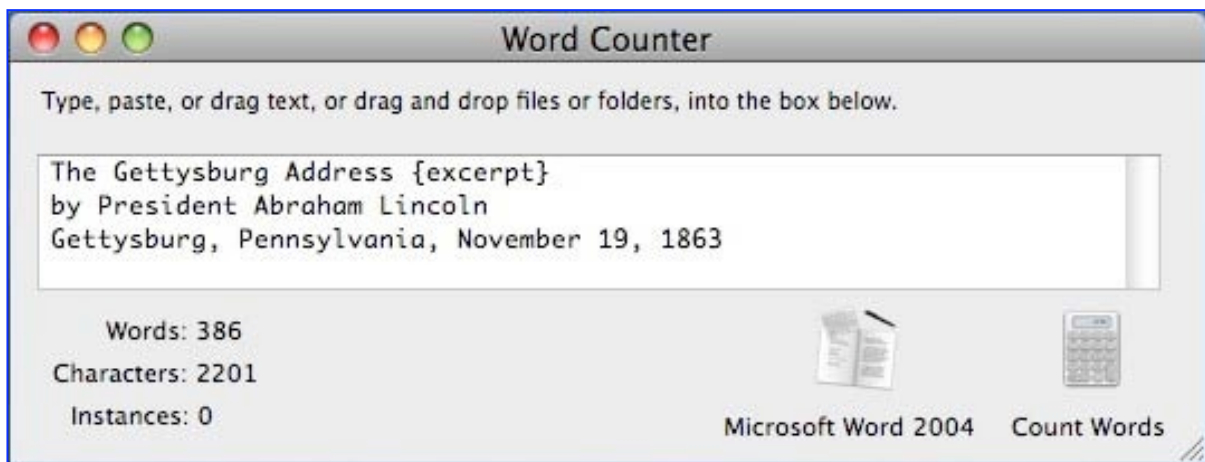 Word Counter
Type, paste, or drag text, or drag and drop files or folders, into the box below.
The Gettysburg Address {excerpt}
by President Abraham Lincoln
Gettysburg, Pennsylvania, November 19, 1863
Words: 386
Characters: 2201
Instances: 0
Microsoft Word 2004 Count Words